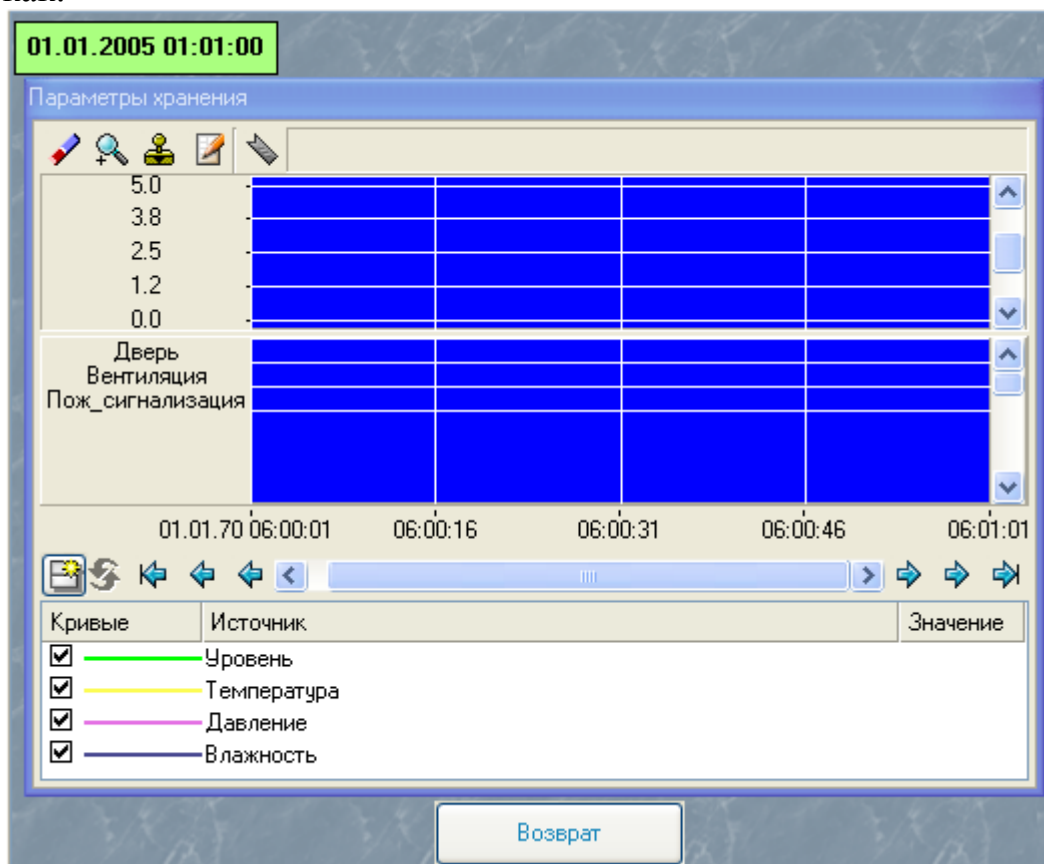 как.
01.01.2005 01:01:00
Параметры хранения
5.0
3.8
2.5
1.2
0.0
Дверь
Вентиляция
Пож_сигнализация
01.01.70 06:00:01 06:00:16 06:00:31 06:00:46 06:01:01
Кривые Источник Значение
Уровень
Температура
Давление
Влажность
Возврат